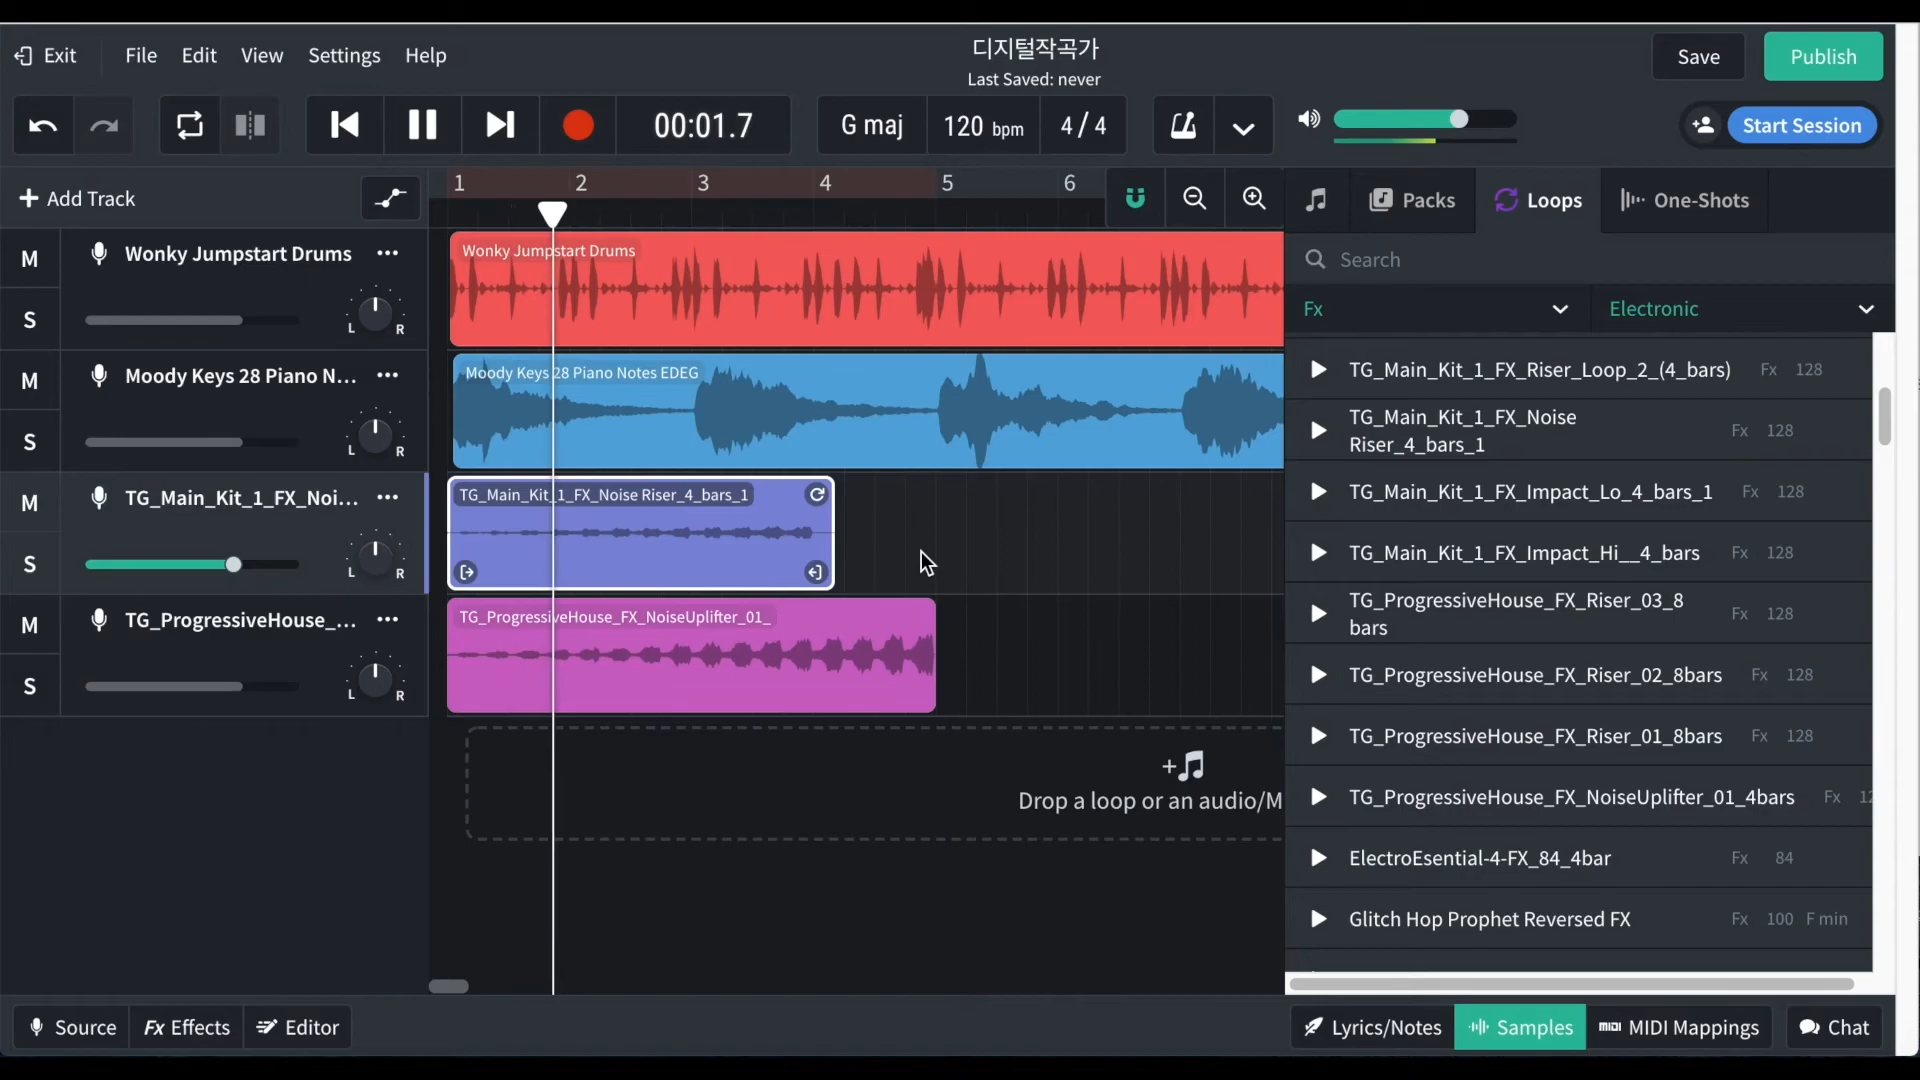 Exit
File
Edit
View
Settings
Help
디지털작곡가
Last Saved: never
Save
Publish
00:01.7
G maj
120 bpm
4 / 4
Start Session
Add Track
1
2
3
4
5
6
Packs
Loops
One-Shots
Search
Fx
Electronic
M
Wonky Jumpstart Drums
S
L
R
Wonky Jumpstart Drums
M
Moody Keys 28 Piano N...
S
L
R
Moody Keys 28 Piano Notes EDEG
M
TG_Main_Kit_1_FX_Noi...
S
L
R
TG_Main_Kit_1_FX_Noise Riser_4_bars_1
M
TG_ProgressiveHouse_...
S
L
R
TG_ProgressiveHouse_FX_NoiseUplifter_01_
Drop a loop or an audio/M
TG_Main_Kit_1_FX_Riser_Loop_2_(4_bars) Fx 128
TG_Main_Kit_1_FX_Noise
Riser_4_bars_1 Fx 128
TG_Main_Kit_1_FX_Impact_Lo_4_bars_1 Fx 128
TG_Main_Kit_1_FX_Impact_Hi__4_bars Fx 128
TG_ProgressiveHouse_FX_Riser_03_8
bars Fx 128
TG_ProgressiveHouse_FX_Riser_02_8bars Fx 128
TG_ProgressiveHouse_FX_Riser_01_8bars Fx 128
TG_ProgressiveHouse_FX_NoiseUplifter_01_4bars Fx 12
ElectroEsential-4-FX_84_4bar Fx 84
Glitch Hop Prophet Reversed FX Fx 100 F min
Source
Fx Effects
Editor
Lyrics/Notes
Samples
MIDI MIDI Mappings
Chat